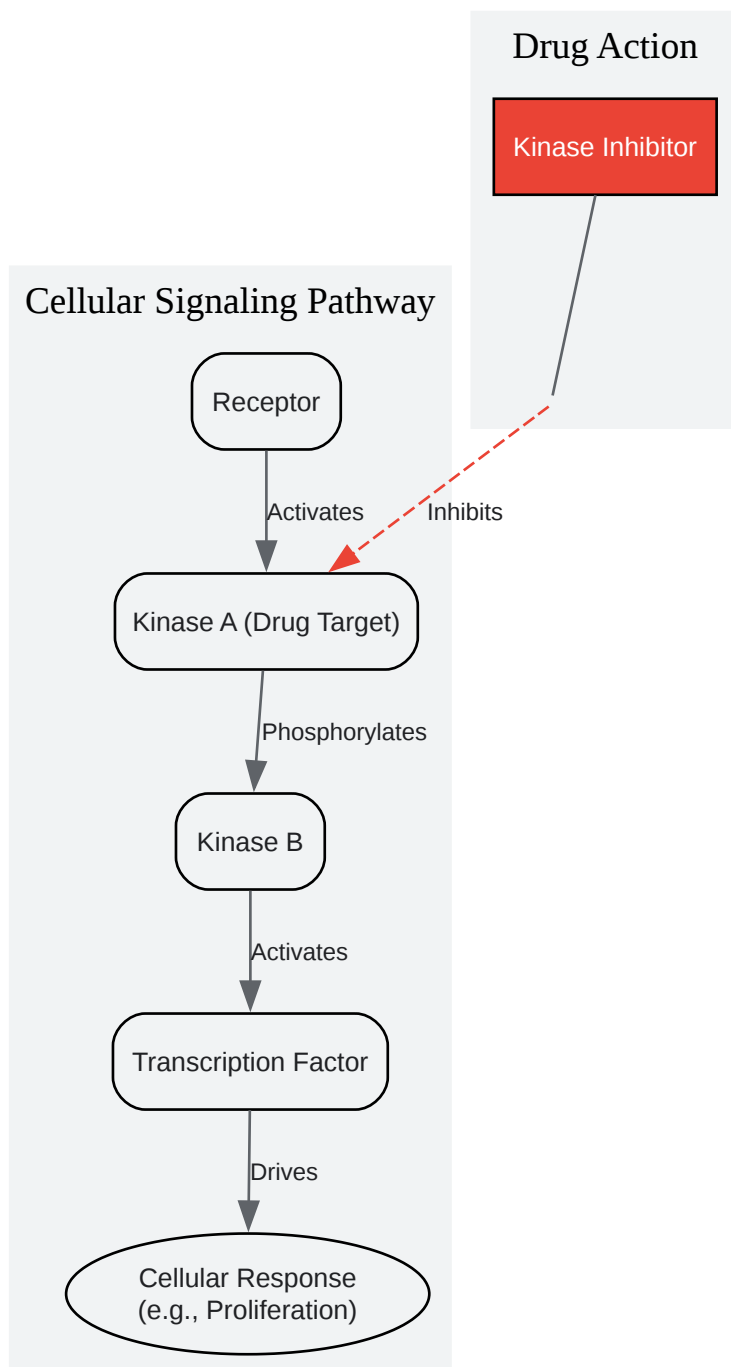 Drug Action
Kinase Inhibitor
Cellular Signaling Pathway
Receptor
Activates
Inhibits
Kinase A (Drug Target)
Phosphorylates
Kinase B
Activates
Transcription Factor
Drives
Cellular Response
(e.g., Proliferation)